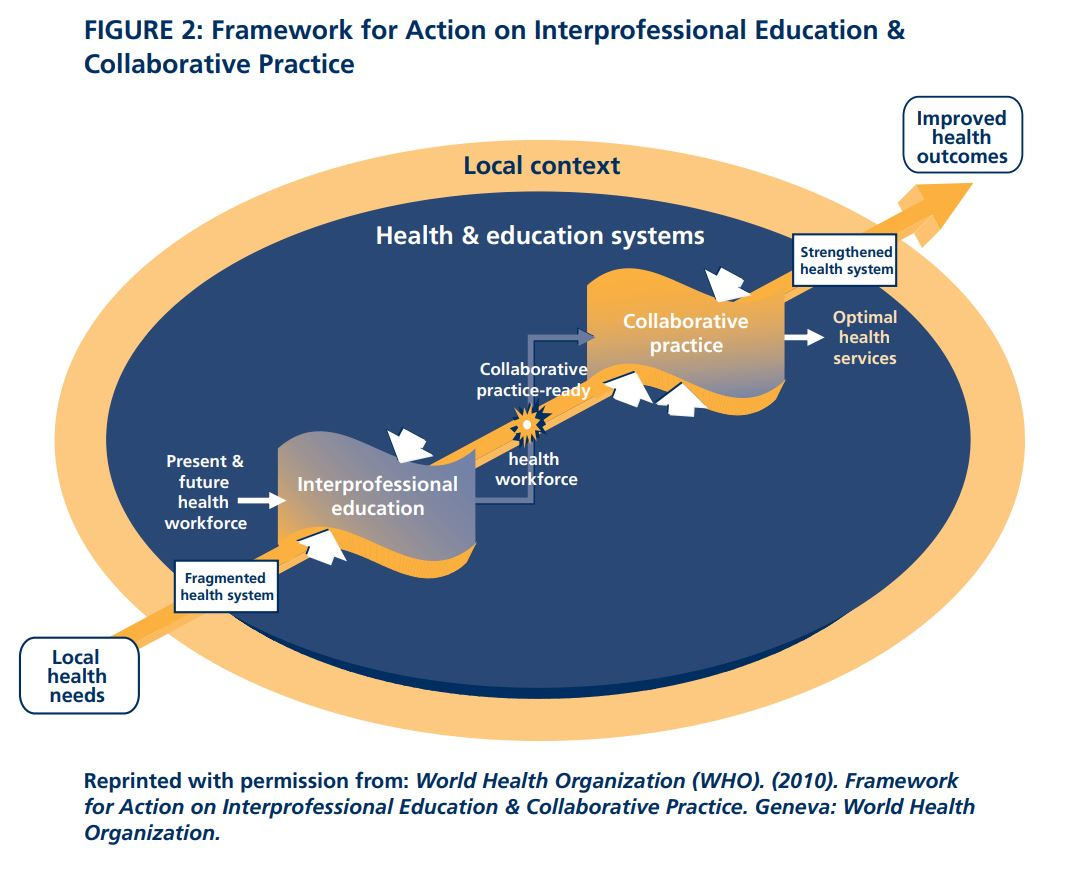 FIGURE 2: Framework for Action on Interprofessional Education &
Collaborative Practice
Improved
health
outcomes
Local context
Health & education systems
Strengthened
health system
Collaborative
practice
Optimal
health
services
Collaborative
practice-ready
health
workforce
Present &
future
health
workforce
Interprofessional
education
Fragmented
health system
Local
health
needs
Reprinted with permission from: World Health Organization (WHO). (2010). Framework
for Action on Interprofessional Education & Collaborative Practice. Geneva: World Health
Organization.